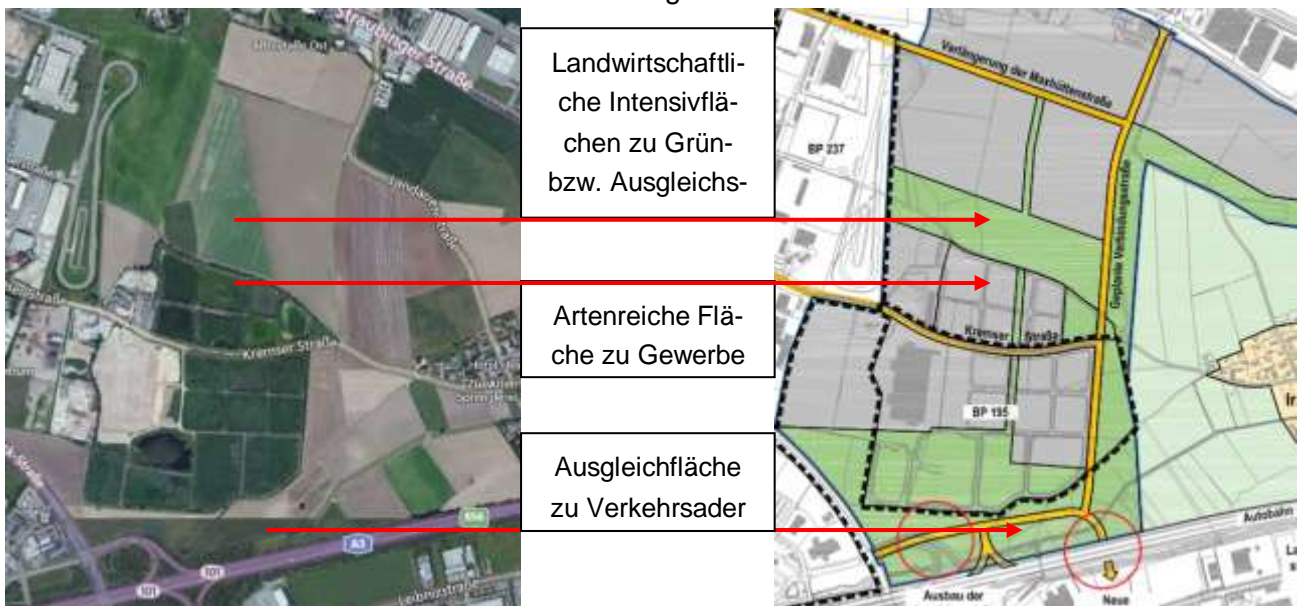 Straubinger Straße
Landauer Straße
Kremser Straße
A3
101
101
Leibnizstraße
Landwirtschaftli-
che Intensivflä-
chen zu Grün-
bzw. Ausgleichs-
Artenreiche Flä-
che zu Gewerbe
Ausgleichfläche
zu Verkehrsader
Verlängerung der Maxhüttenstraße
BP 237
Geplante Verbindungsstraße
Kremser Straße
BP 195
Autobahn
Ausbau der
Neue